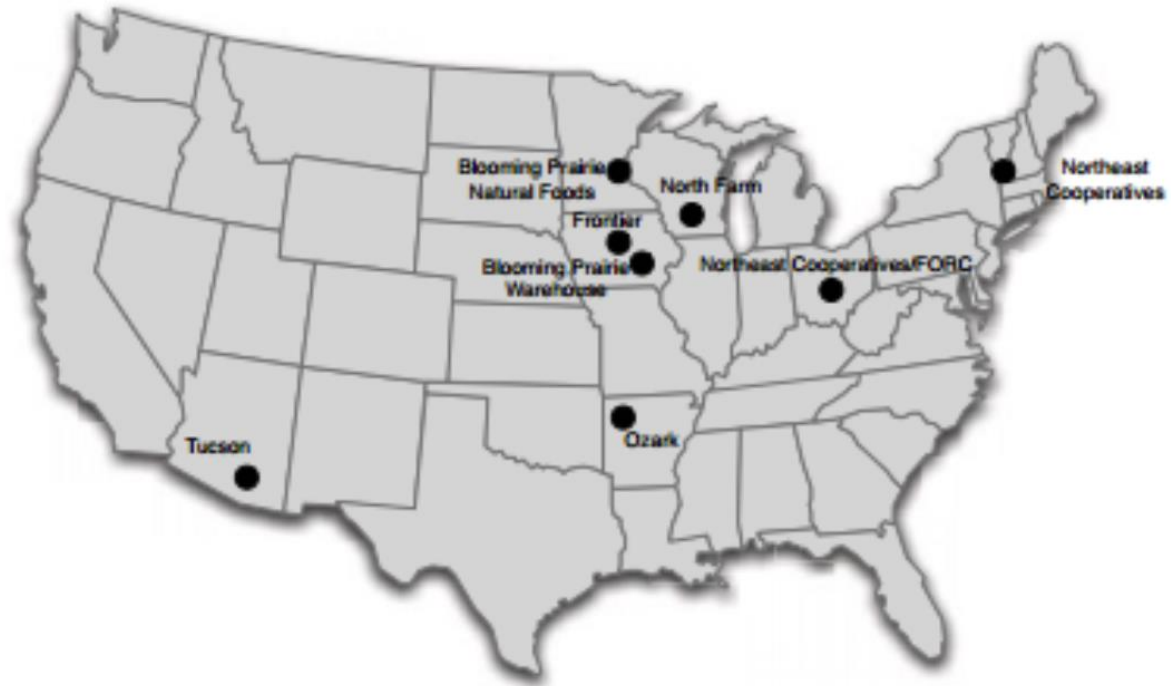 Blooming Prairie
Natural Foods
North Farm
Northeast
Cooperatives
Frontier
Blooming Prairie
Warehouse
Northeast Cooperatives/FORC
Ozark
Tucson